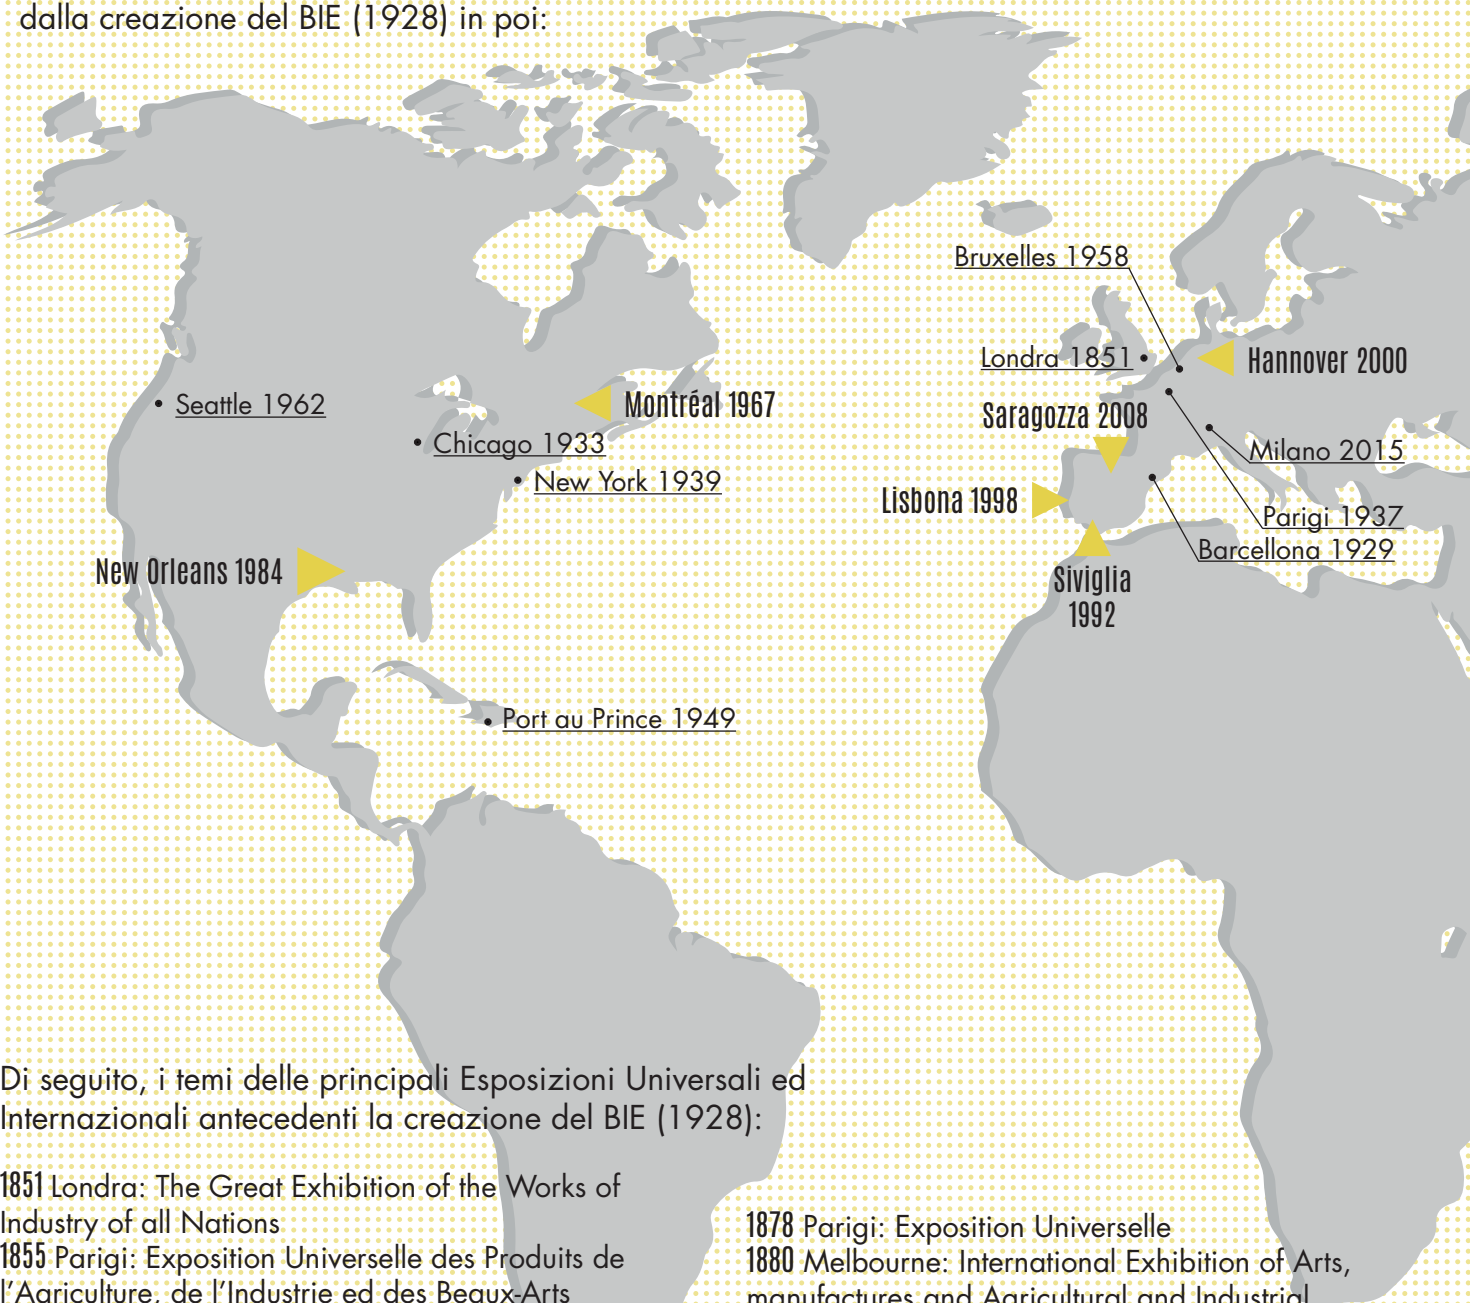 dalla creazione del BIE (1928) in poi:
Bruxelles 1958
Londra 1851
Hannover 2000
Seattle 1962
Montréal 1967
Saragozza 2008
Chicago 1933
Milano 2015
New York 1939
Lisbona 1998
Parigi 1937
Barcellona 1929
New Orleans 1984
Siviglia
1992
Port au Prince 1949
Di seguito, i temi delle principali Esposizioni Universali ed
Internazionali antecedenti la creazione del BIE (1928):
1851 Londra: The Great Exhibition of the Works of
Industry of all Nations
1855 Parigi: Exposition Universelle des Produits de
l'Agriculture, de l'Industrie ed des Beaux-Arts
1878 Parigi: Exposition Universelle
1880 Melbourne: International Exhibition of Arts,
manufactures and Agricultural and Industrial